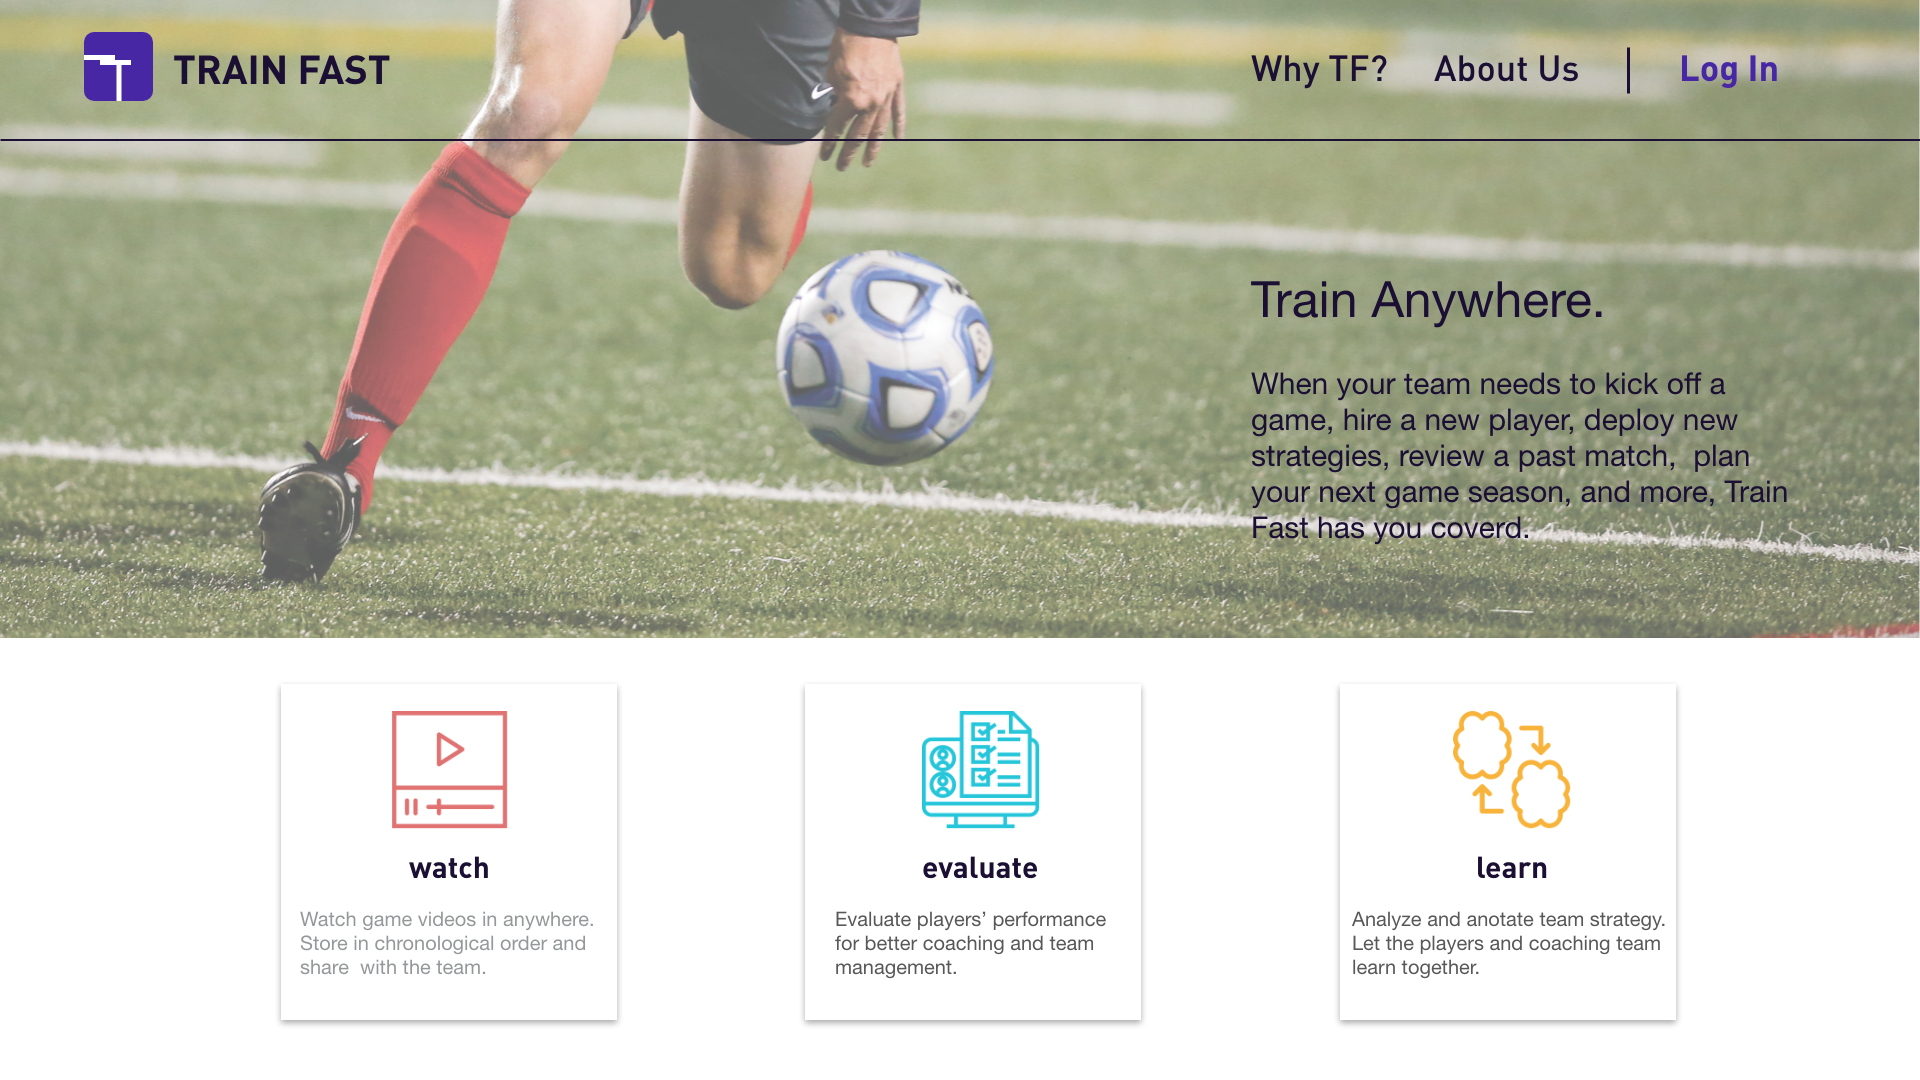 TRAIN FAST
Why TF? About Us | Log In
Train Anywhere.
When your team needs to kick off a
game, hire a new player, deploy new
strategies, review a past match,  plan
your next game season, and more, Train
Fast has you coverd.
watch
Watch game videos in anywhere.
Store in chronological order and
share  with the team.
evaluate
Evaluate players’ performance
for better coaching and team
management.
learn
Analyze and anotate team strategy.
Let the players and coaching team
learn together.